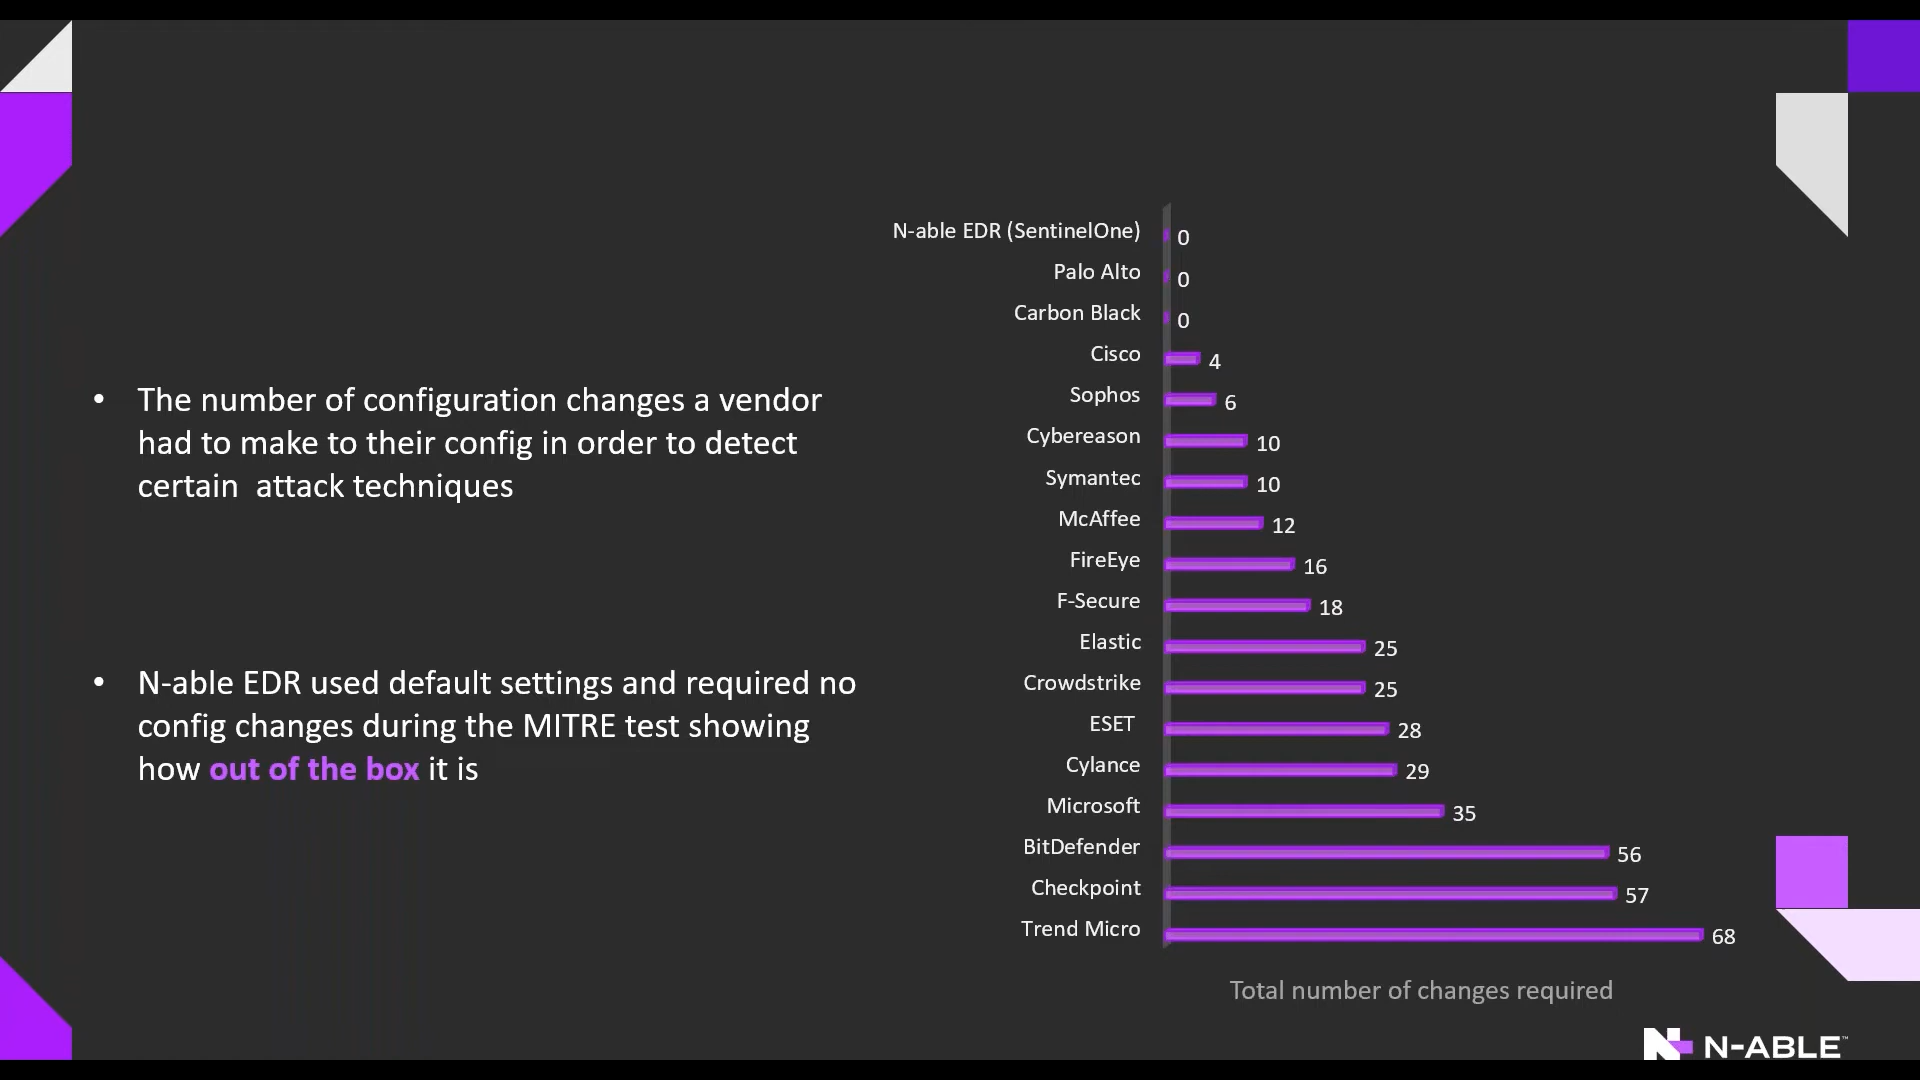 • The number of configuration changes a vendor
had to make to their config in order to detect
certain  attack techniques
• N-able EDR used default settings and required no
config changes during the MITRE test showing
how out of the box it is
N-able EDR (SentinelOne) 0
Palo Alto 0
Carbon Black 0
Cisco 4
Sophos 6
Cybereason 10
Symantec 10
McAffee 12
FireEye 16
F-Secure 18
Elastic 25
Crowdstrike 25
ESET 28
Cylance 29
Microsoft 35
BitDefender 56
Checkpoint 57
Trend Micro 68
Total number of changes required
N-ABLE™